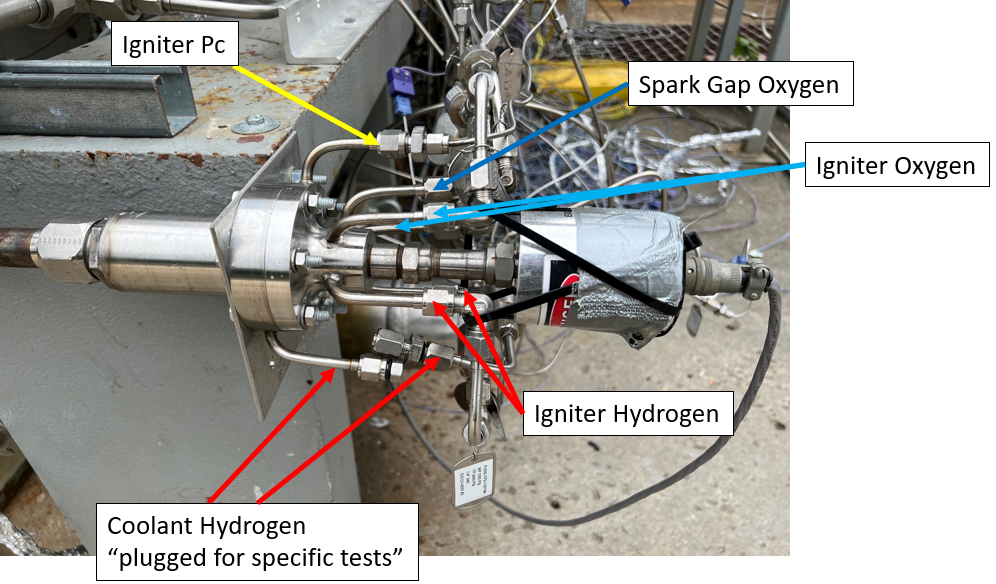 Igniter Pc
Spark Gap Oxygen
Igniter Oxygen
Igniter Hydrogen
Coolant Hydrogen
“plugged for specific tests”